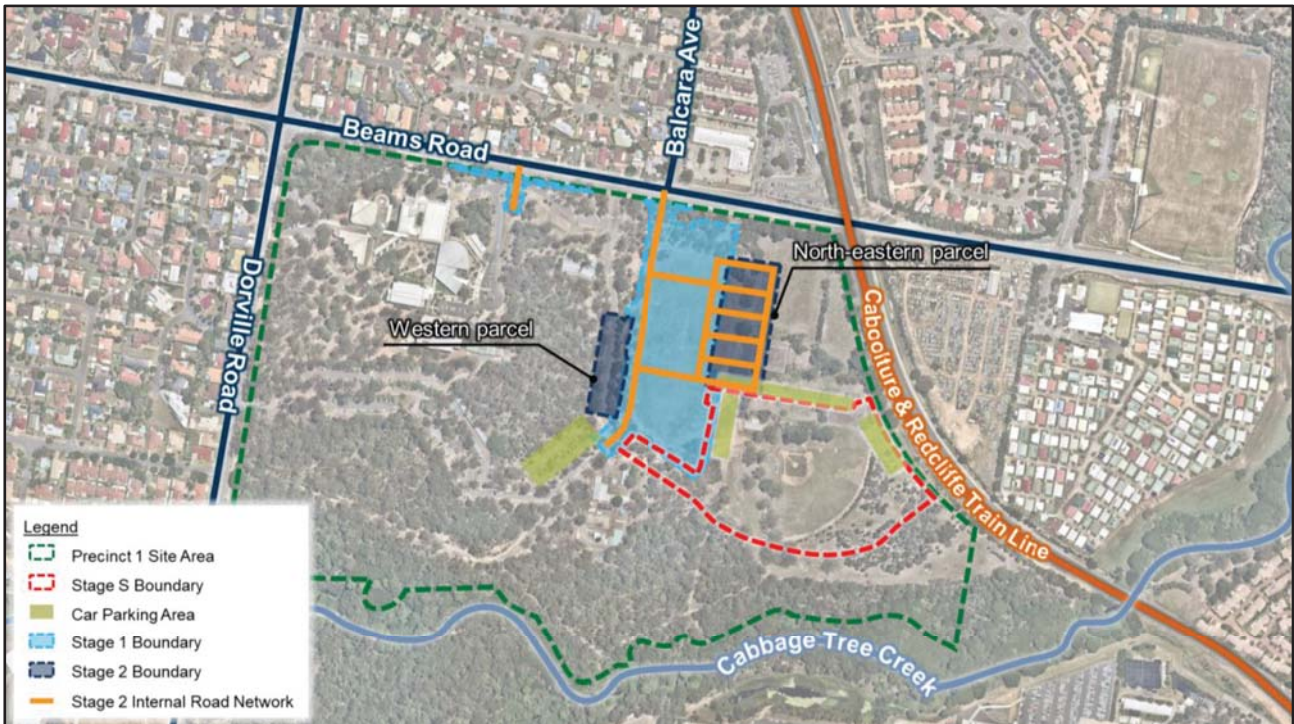 Balcara Ave
Beams Road
North-eastern parcel
Western parcel
Dorville Road
Caboolture & Redcliffe Train Line
Cabbage Tree Creek
Legend
Precinct 1 Site Area
Stage S Boundary
Car Parking Area
Stage 1 Boundary
Stage 2 Boundary
Stage 2 Internal Road Network